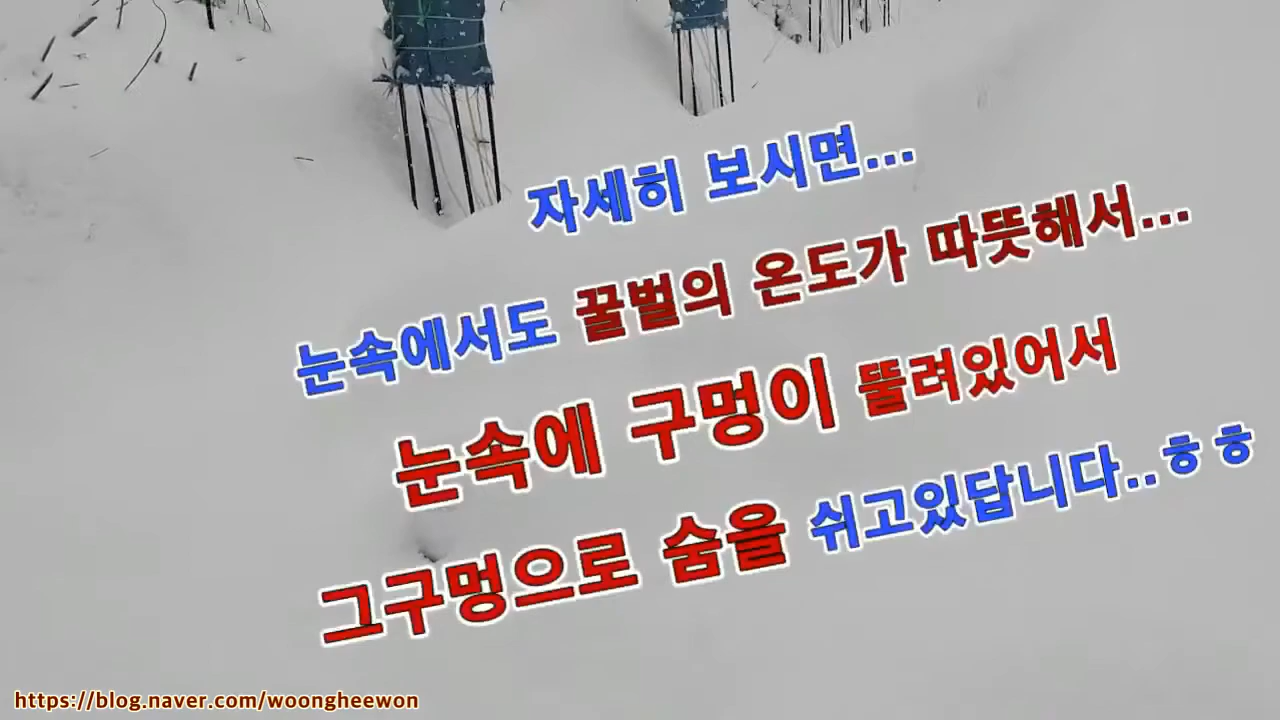 자세히 보시면...
눈속에서도 꿀벌의 온도가 따뜻해서...
눈속에 구멍이 뚤려있어서
그구멍으로 숨을 쉬고있답니다..ㅎㅎ
https://blog.naver.com/woongheewon